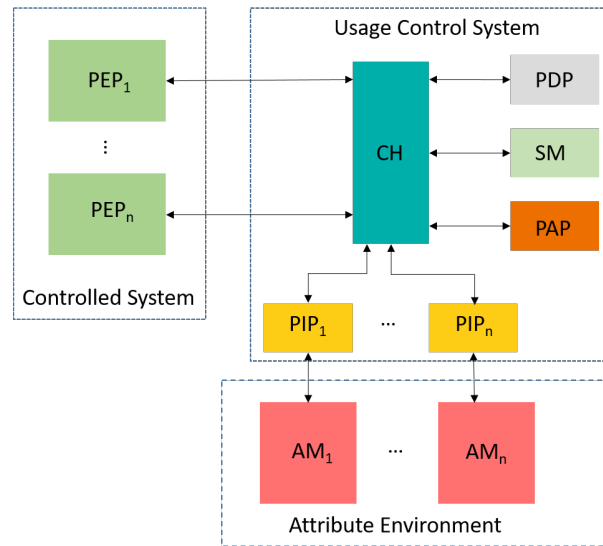 Usage Control System
PEP1
PDP
CH
SM
⋮
PEPn
PAP
Controlled System
PIP1
...
PIPn
AM1
...
AMn
Attribute Environment